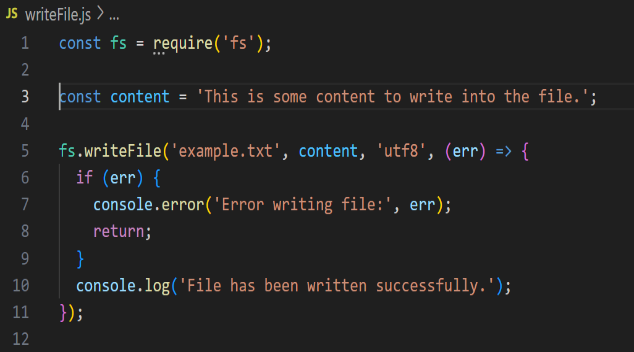 JS writeFile.js > ...
1 const fs = require('fs');
2
3 const content = 'This is some content to write into the file.';
4
5 fs.writeFile('example.txt', content, 'utf8', (err) => {
6   if (err) {
7     console.error('Error writing file:', err);
8     return;
9   }
10   console.log('File has been written successfully.');
11 });
12